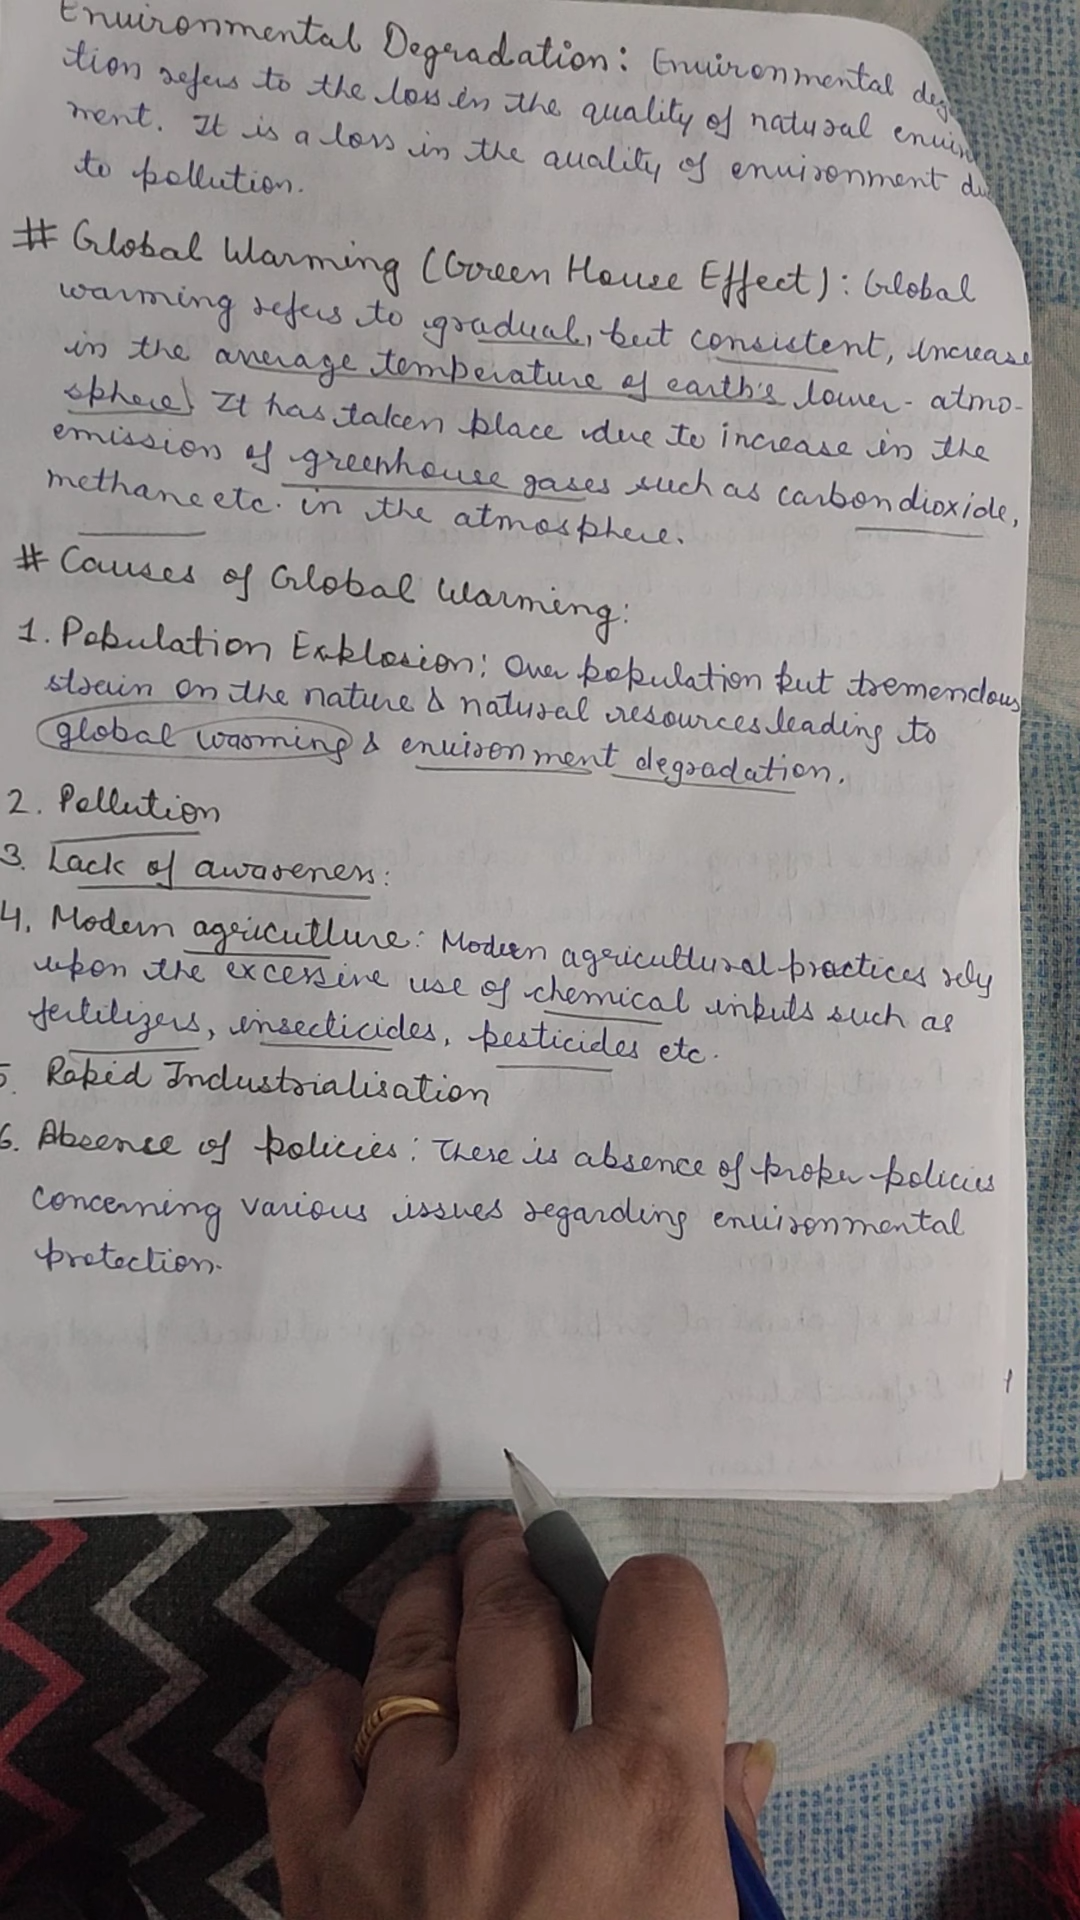 Environmental Degradation: Environmental deg
tion refers to the loss in the quality of natural envir
ment. It is a loss in the quality of environment du
to pollution.
# Global Warming (Green House Effect): Global
warming refers to gradual, but consistent, increase
in the average temperature of earth's lower-atmo-
sphere. It has taken place due to increase in the
emission of greenhouse gases such as carbondioxide,
methane etc. in the atmosphere.
# Causes of Global Warming:
1. Population Explosion: Over population put tremendous
strain on the nature & natural resources leading to
global warming & environment degradation.
2. Pollution
3. Lack of awareness:
4. Modern agricutlure: Modern agricultural practices rely
upon the excessive use of chemical inputs such as
fertilizers, insecticides, pesticides etc.
5. Rapid Industrialisation
6. Absence of policies: There is absence of proper policies
concerning various issues regarding environmental
protection.